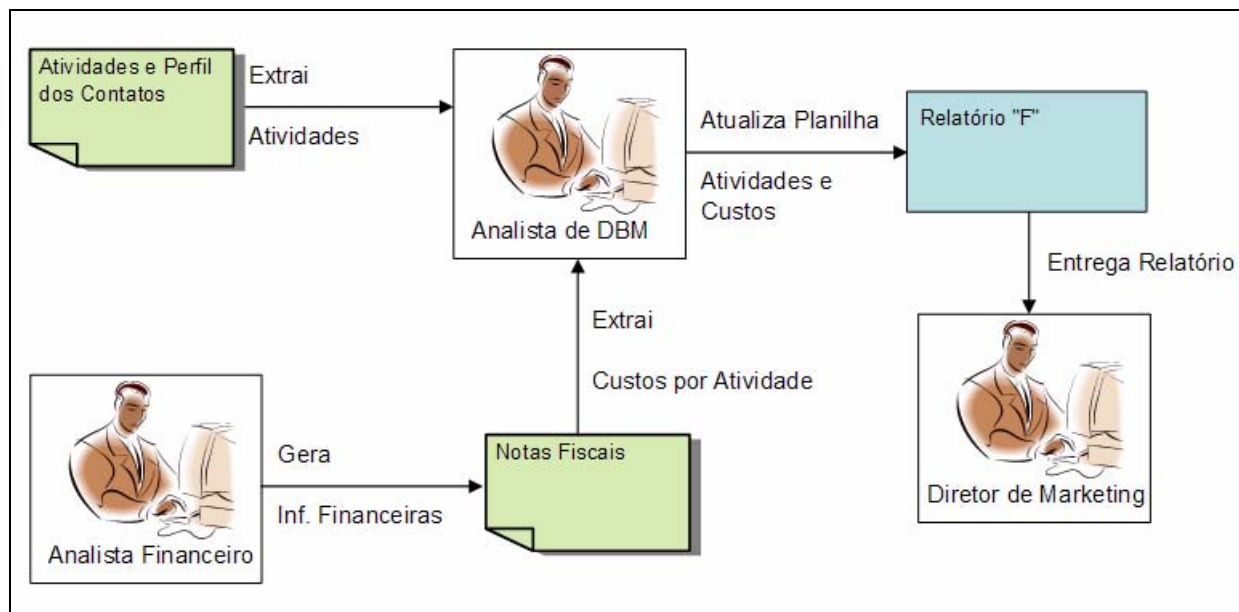 Atividades e Perfil
dos Contatos
Extrai
Atividades
Analista de DBM
Atualiza Planilha
Atividades e
Custos
Relatório "F"
Entrega Relatório
Diretor de Marketing
Extrai
Custos por Atividade
Analista Financeiro
Gera
Inf. Financeiras
Notas Fiscais